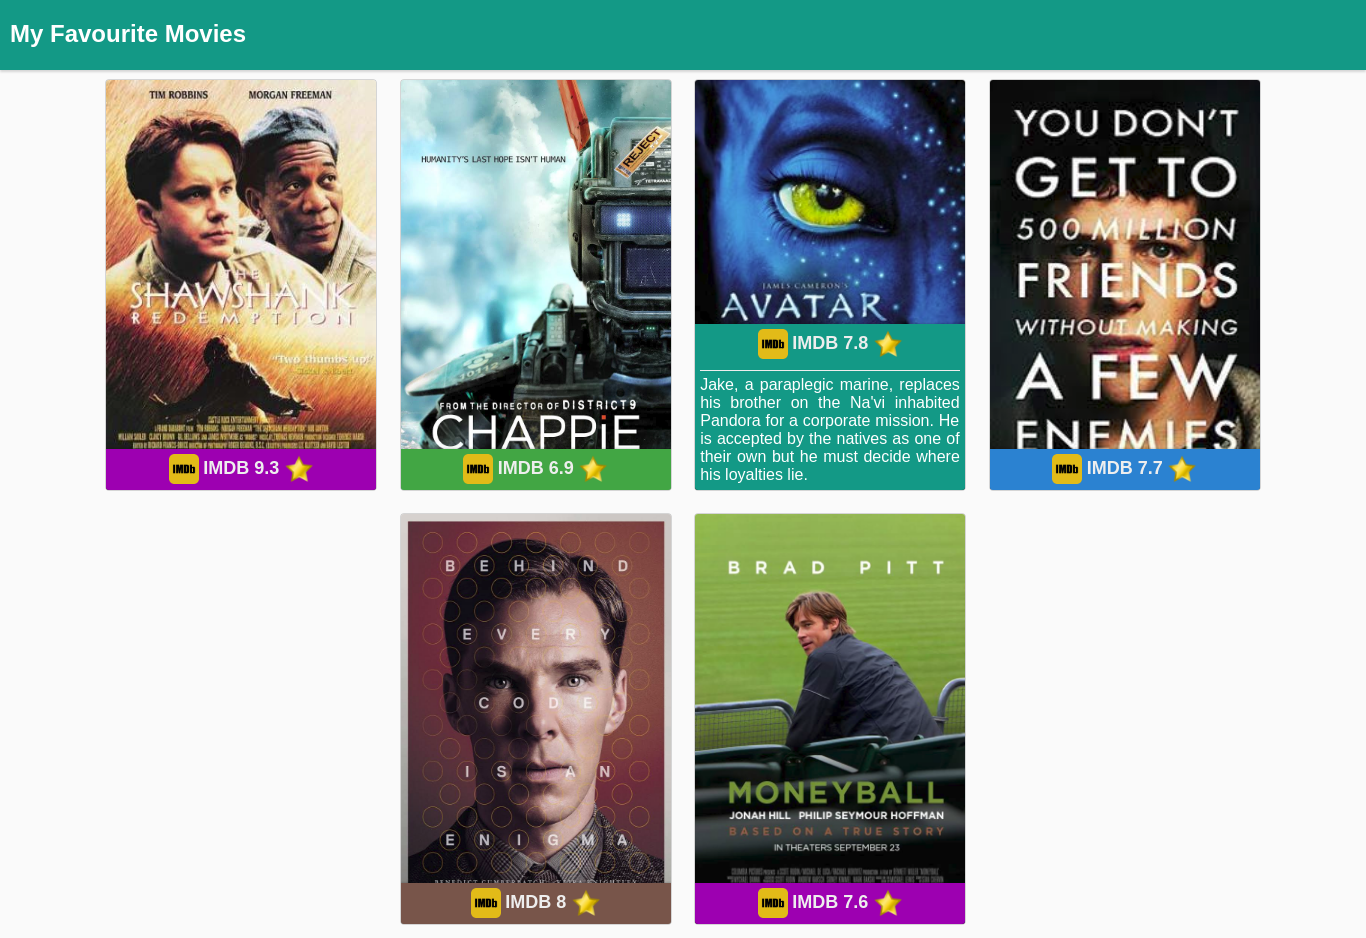 My Favourite Movies
TIM ROBBINS MORGAN FREEMAN
THE
SHAWSHANK
REDEMPTION
"Two thumbs up!"
IMDb IMDB 9.3
HUMANITY'S LAST HOPE ISN'T HUMAN
REJECT
TETRAVAAL
FROM THE DIRECTOR OF DISTRICT 9
CHAPPiE
IMDb IMDB 6.9
JAMES CAMERON'S
AVATAR
IMDb IMDB 7.8
Jake, a paraplegic marine, replaces
his brother on the Na'vi inhabited
Pandora for a corporate mission. He
is accepted by the natives as one of
their own but he must decide where
his loyalties lie.
YOU DON'T
GET TO
500 MILLION
FRIENDS
WITHOUT MAKING
A FEW
ENEMIES
IMDb IMDB 7.7
BEHIND
EVERY
CODE
IS AN
ENIGMA
IMDb IMDB 8
BRAD PITT
MONEYBALL
JONAH HILL PHILIP SEYMOUR HOFFMAN
BASED ON A TRUE STORY
IN THEATERS SEPTEMBER 23
IMDb IMDB 7.6